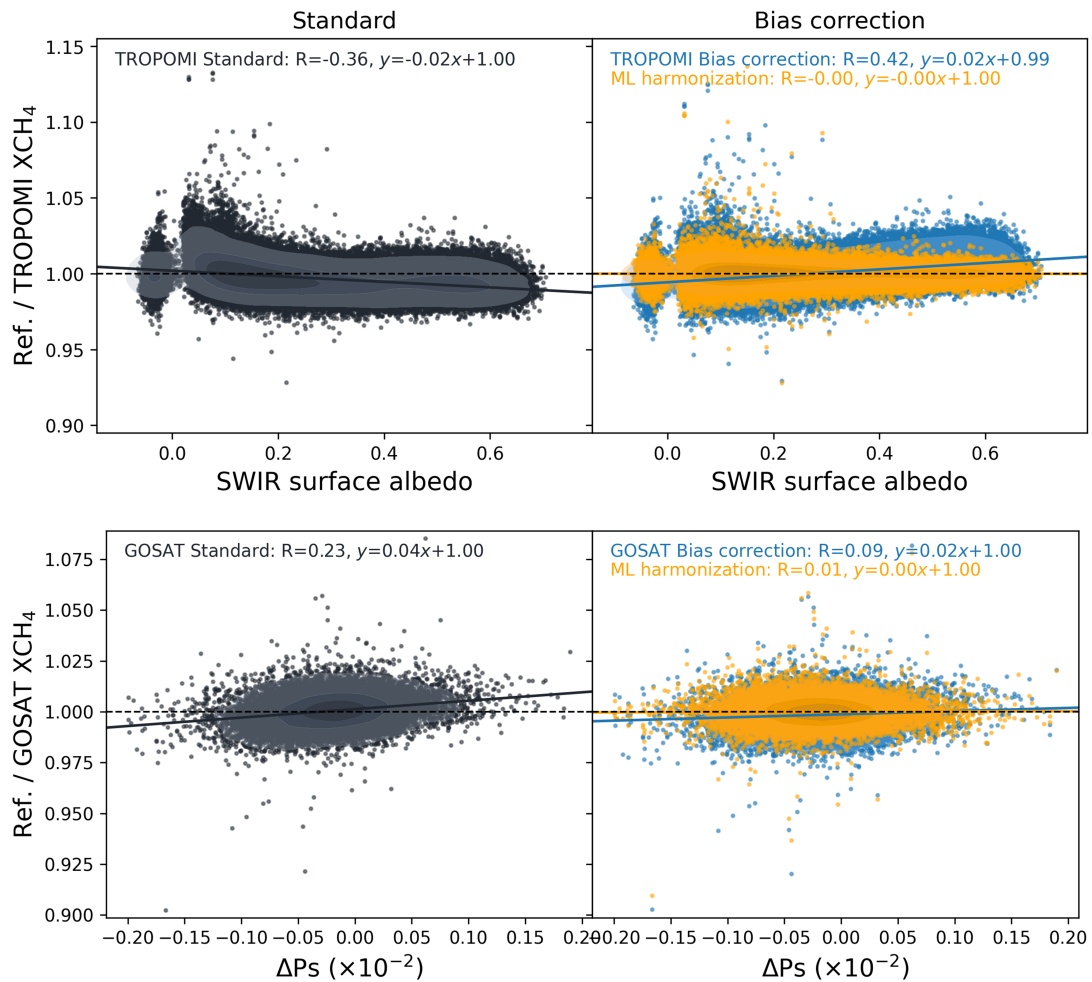 Standard
Bias correction
TROPOMI Standard: R=-0.36, y=-0.02x+1.00
TROPOMI Bias correction: R=0.42, y=0.02x+0.99
ML harmonization: R=-0.00, y=-0.00x+1.00
Ref. / TROPOMI XCH₄
1.15
1.10
1.05
1.00
0.95
0.90
0.0 0.2 0.4 0.6
0.0 0.2 0.4 0.6
SWIR surface albedo
SWIR surface albedo
GOSAT Standard: R=0.23, y=0.04x+1.00
GOSAT Bias correction: R=0.09, y=0.02x+1.00
ML harmonization: R=0.01, y=0.00x+1.00
Ref. / GOSAT XCH₄
1.075
1.050
1.025
1.000
0.975
0.950
0.925
0.900
−0.20 −0.15 −0.10 −0.05 0.00 0.05 0.10 0.15 0.20
−0.20 −0.15 −0.10 −0.05 0.00 0.05 0.10 0.15 0.20
ΔPs (×10⁻²)
ΔPs (×10⁻²)